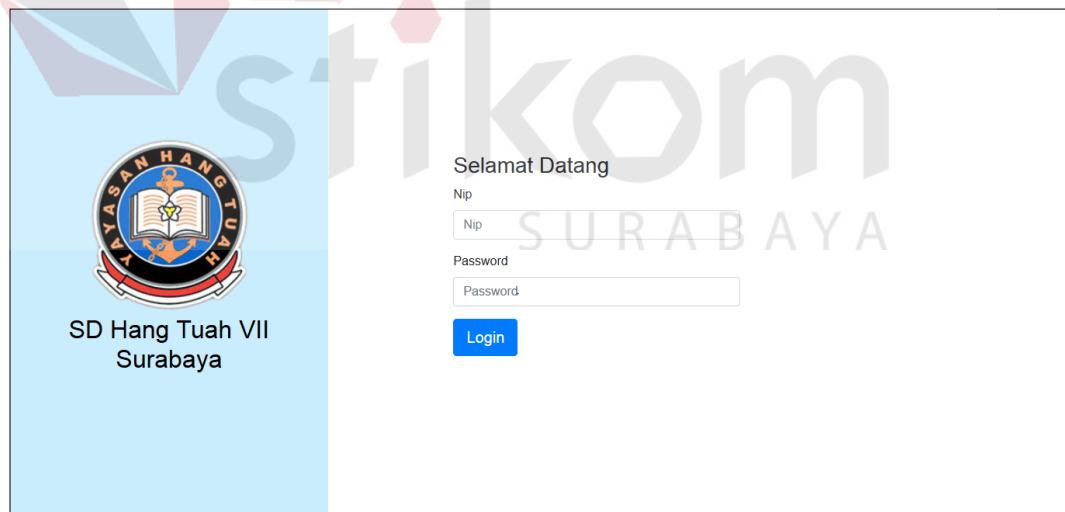 stikom
SURABAYA
YAYASAN HANG TUAH
SD Hang Tuah VII
Surabaya
Selamat Datang
Nip
Nip
Password
Password
Login